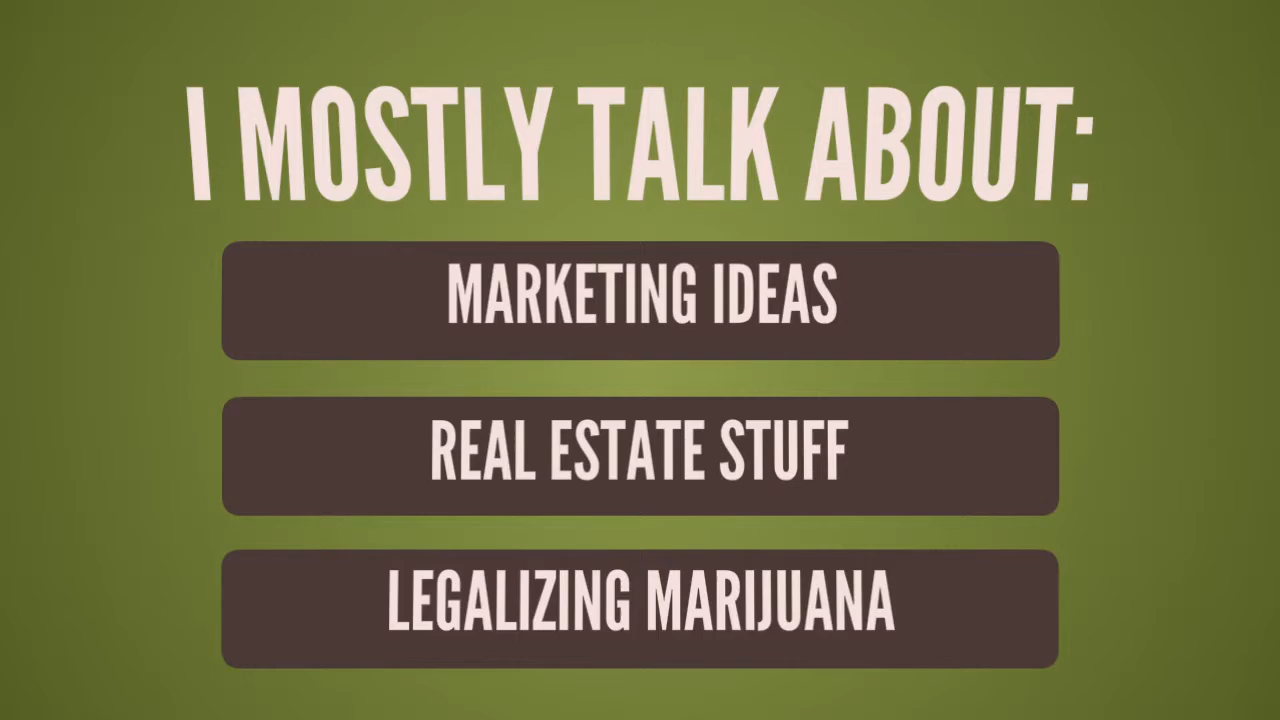 I MOSTLY TALK ABOUT:
MARKETING IDEAS
REAL ESTATE STUFF
LEGALIZING MARIJUANA